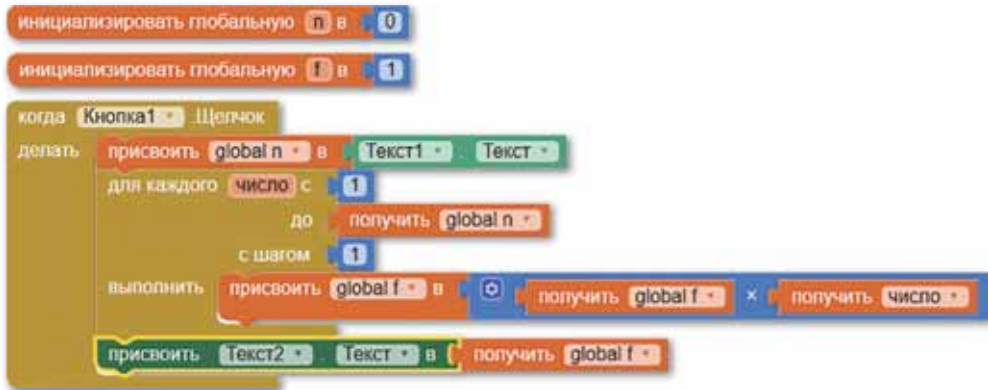 инициализировать глобальную n в 0
инициализировать глобальную f в 1
когда Кнопка1 .Щелчок
делать присвоить global n в Текст1 . Текст
для каждого число с 1
до получить global n
с шагом 1
выполнить присвоить global f в получить global f × получить число
присвоить Текст2 . Текст в получить global f